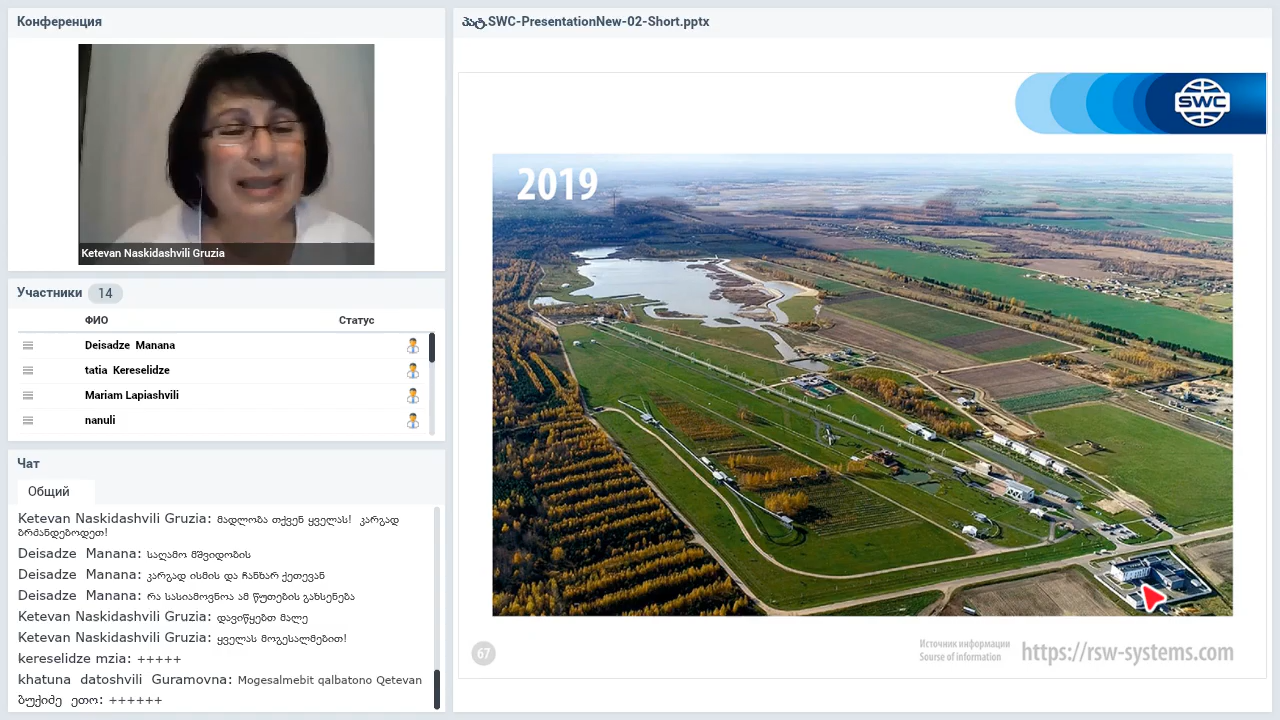 Конференция
Ketevan Naskidashvili Gruzia
Участники 14
ФИО Статус
Deisadze Manana
tatia Kereselidze
Mariam Lapiashvili
nanuli
Чат
Общий
Ketevan Naskidashvili Gruzia: მადლობა თქვენ ყველას! კარგად
ბრმანდებოდეთ!
Deisadze Manana: საღამო მშვიდობის
Deisadze Manana: კარგად ისმის და ჩანხარ ქეთევან
Deisadze Manana: რა სასიამოვნოა ამ წუთების გახსენება
Ketevan Naskidashvili Gruzia: დავიწყებთ მალე
Ketevan Naskidashvili Gruzia: ყველას მოგესალმებით!
kereselidze mzia: +++++
khatuna datoshvili Guramovna: Mogesalmebit qalbatono Qetevan
ბუქიძე ეთო: ++++++
პატ.SWC-PresentationNew-02-Short.pptx
SWC
2019
67
Источник информации
Sourse of information
https://rsw-systems.com